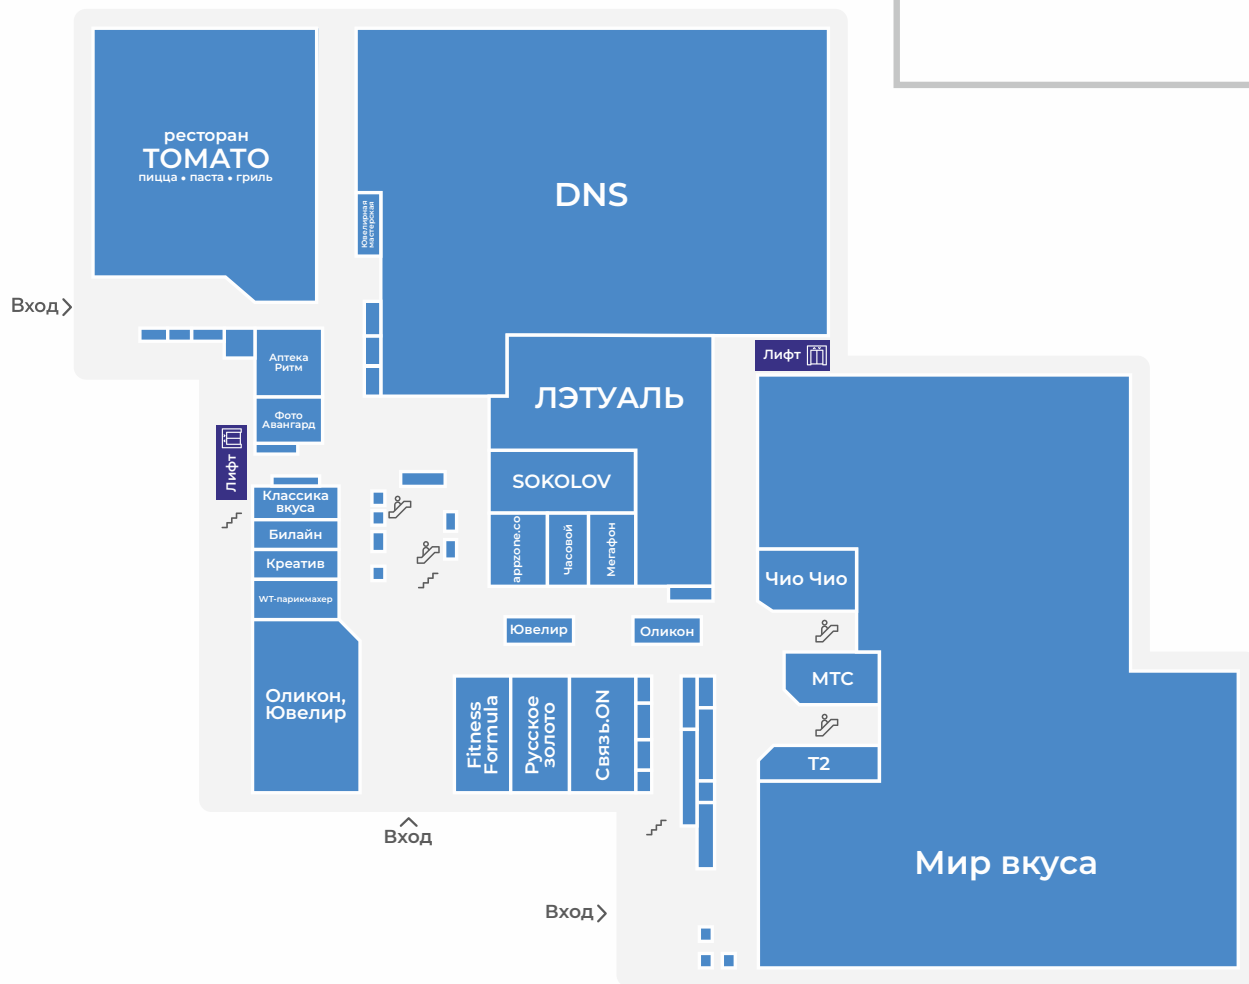 ресторан
ТОМАТО
пицца • паста • гриль
DNS
Ювелирная
мастерская
Вход
Аптека
Ритм
Лифт
ЛЭТУАЛЬ
Фото
Авангард
Лифт
SOKOLOV
Классика
вкуса
Билайн
Креатив
WT-парикмахер
appzone.co
Часовой
Мегафон
Чио Чио
Ювелир
Оликон
МТС
Оликон,
Ювелир
Fitness
Formula
Русское
золото
Связь.ON
T2
Вход
Мир вкуса
Вход